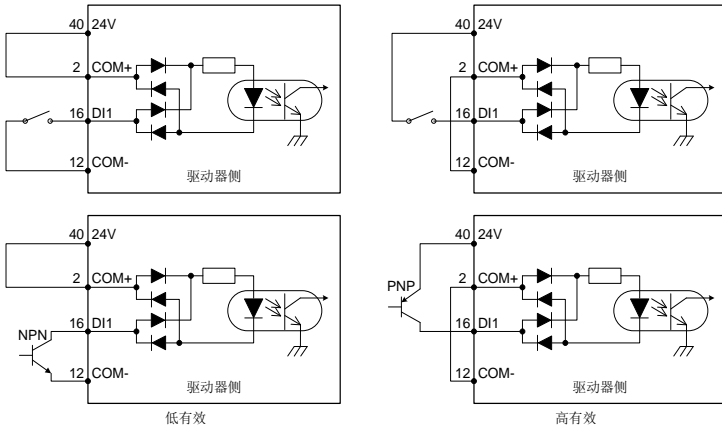 40 24V
2 COM+
16 DI1
12 COM-
驱动器侧
40 24V
2 COM+
16 DI1
12 COM-
驱动器侧
40 24V
2 COM+
NPN 16 DI1
12 COM-
驱动器侧
低有效
40 24V
PNP 2 COM+
16 DI1
12 COM-
驱动器侧
高有效